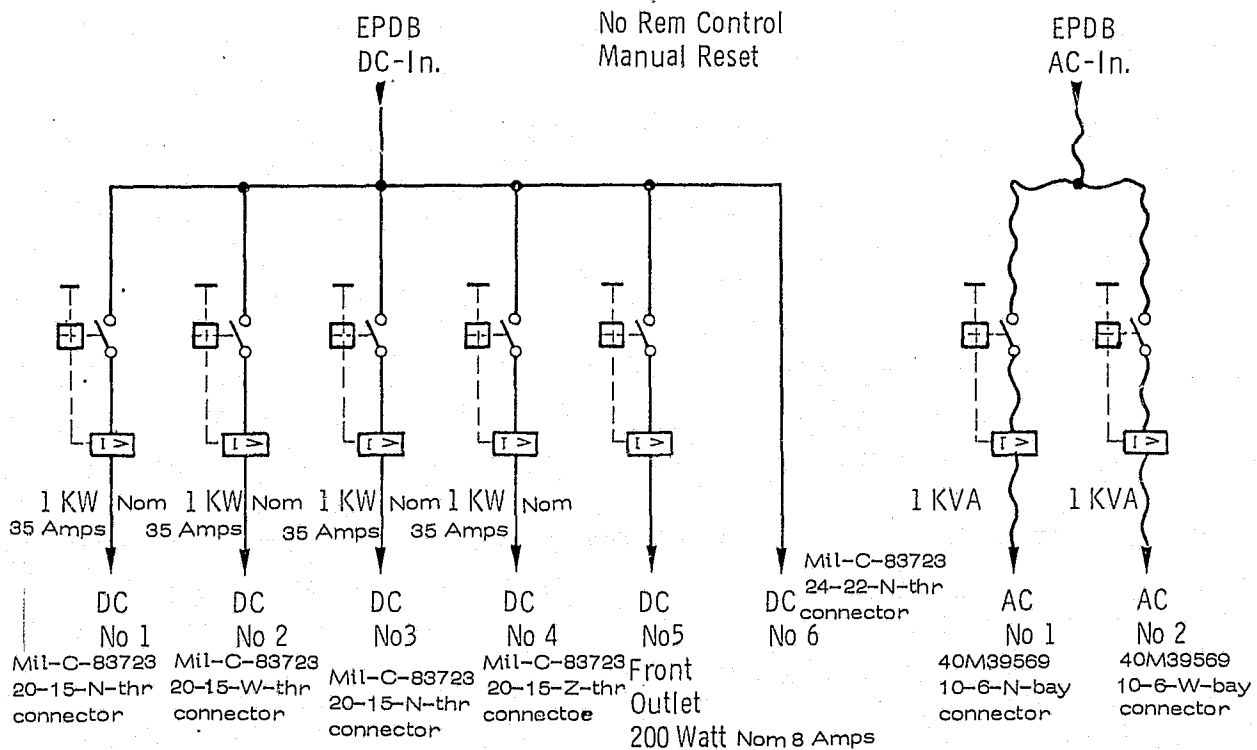 EPDB
DC-In.
No Rem Control
Manual Reset
EPDB
AC-In.
I >
I >
I >
I >
I >
I >
I >
1 KW Nom
35 Amps
1 KW Nom
35 Amps
1 KW Nom
35 Amps
1 KW Nom
35 Amps
1 KVA
1 KVA
DC
No 1
Mil-C-83723
20-15-N-thr
connector
DC
No 2
Mil-C-83723
20-15-W-thr
connector
DC
No3
Mil-C-83723
20-15-N-thr
connector
DC
No 4
Mil-C-83723
20-15-Z-thr
connectoe
DC
No5
Front
Outlet
200 Watt Nom 8 Amps
DC
No 6
Mil-C-83723
24-22-N-thr
connector
AC
No 1
40M39569
10-6-N-bay
connector
AC
No 2
40M39569
10-6-W-bay
connector